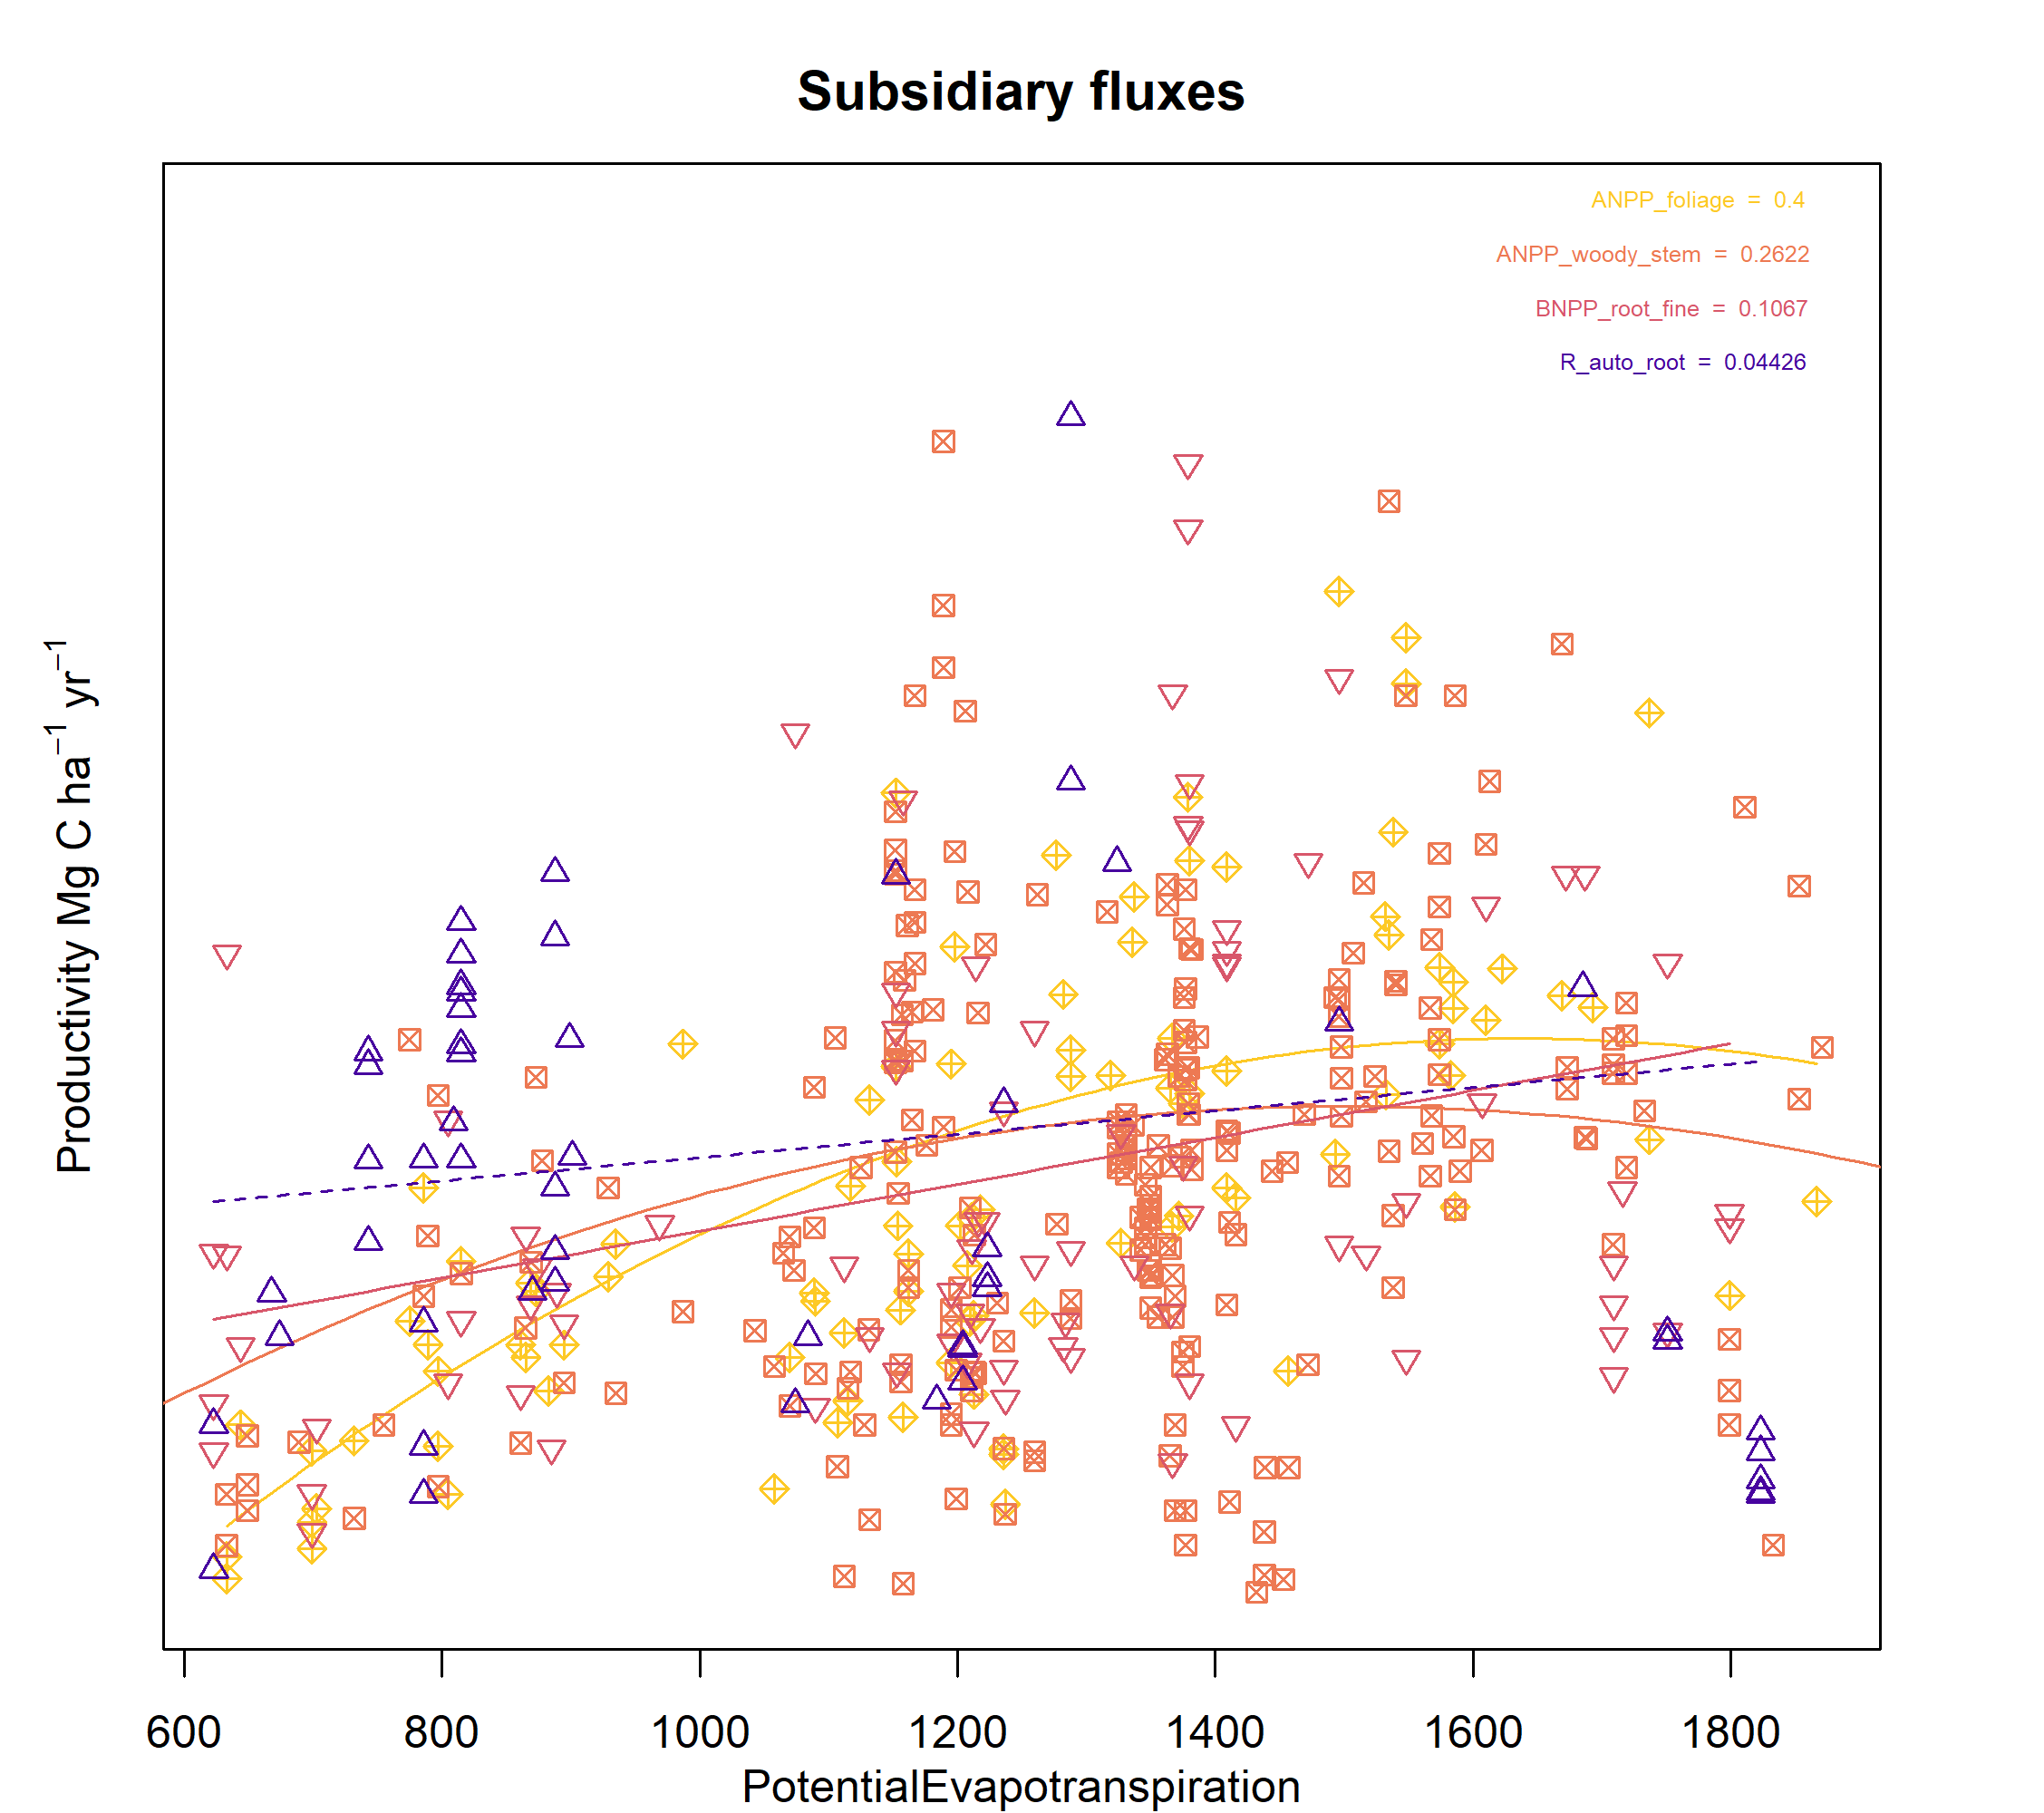 Subsidiary fluxes
ANPP_foliage = 0.4
ANPP_woody_stem = 0.2622
BNPP_root_fine = 0.1067
R_auto_root = 0.04426
Productivity Mg C ha⁻¹ yr⁻¹
600 800 1000 1200 1400 1600 1800
PotentialEvapotranspiration